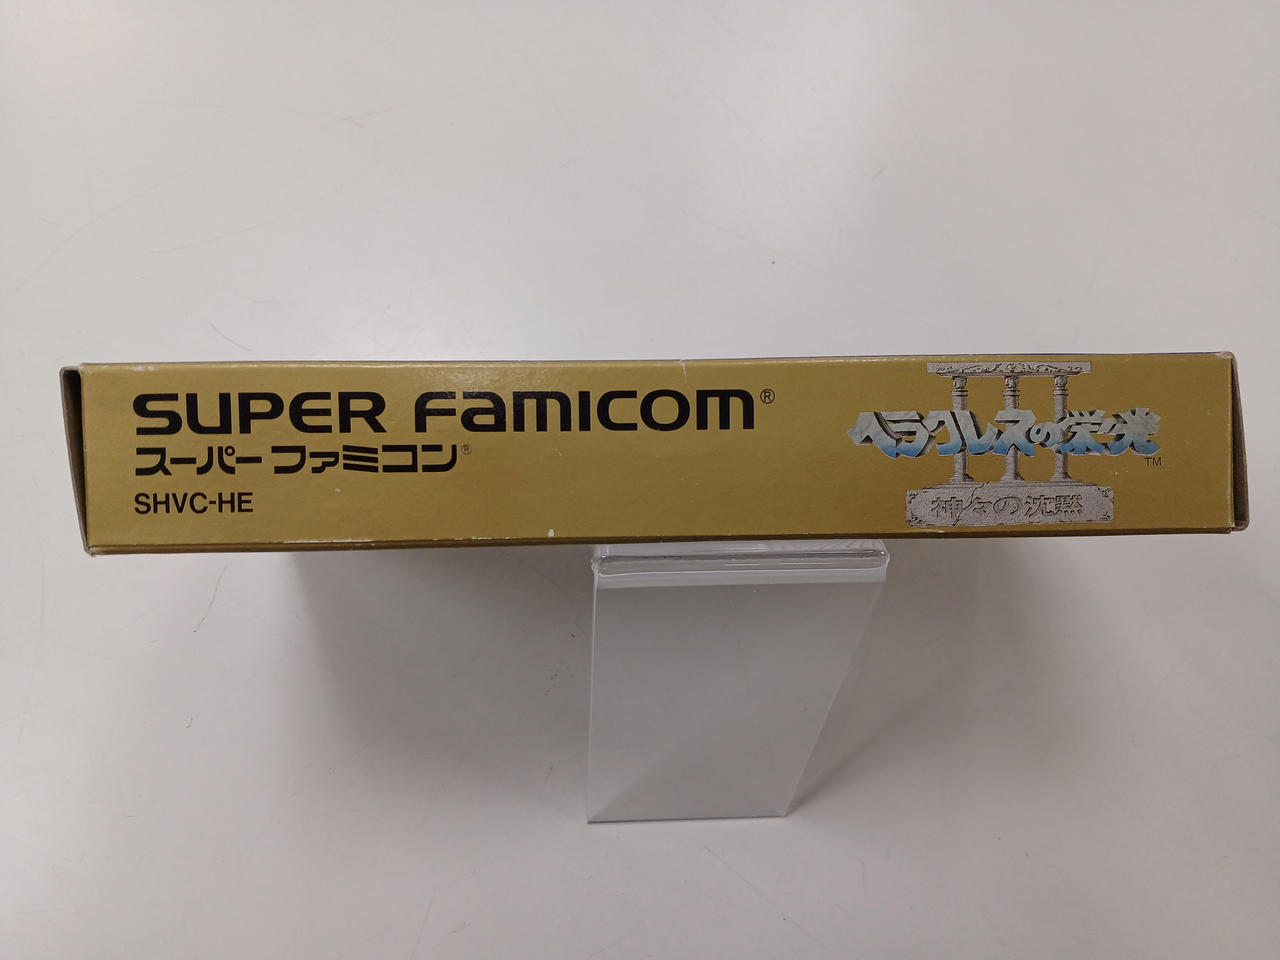 SUPER FAMICOM®
スーパーファミコン®
SHVC-HE
ヘラクレスの栄光
III
TM
神々の沈黙